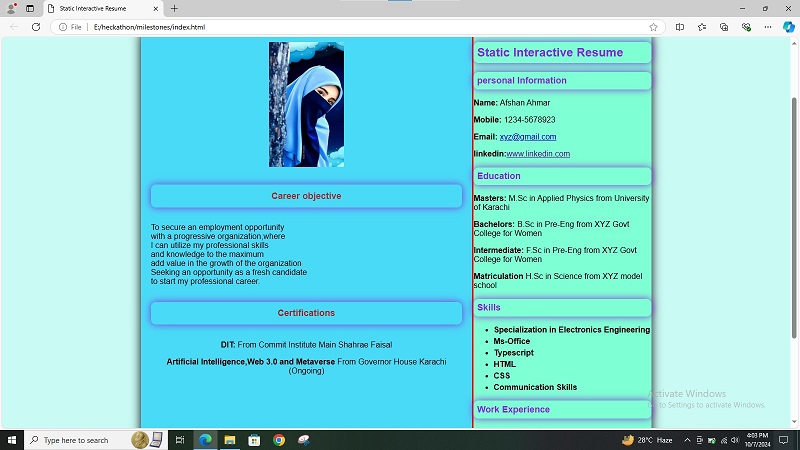 Static Interactive Resume
File
E:/heckathon/milestones/index.html
Career objective
To secure an employment opportunity
with a progressive organization,where
I can utilize my professional skills
and knowledge to the maximum
add value in the growth of the organization
Seeking an opportunity as a fresh candidate
to start my professional career.
Certifications
DIT: From Commit Institute Main Shahrae Faisal
Artificial Intelligence,Web 3.0 and Metaverse From Governor House Karachi
(Ongoing)
Static Interactive Resume
personal Information
Name: Afshan Ahmar
Mobile: 1234-5678923
Email: xyz@gmail.com
linkedin:www.linkedin.com
Education
Masters: M.Sc in Applied Physics from University
of Karachi
Bachelors: B.Sc in Pre-Eng from XYZ Govt
College for Women
Intermediate: F.Sc in Pre-Eng from XYZ Govt
College for Women
Matriculation H.Sc in Science from XYZ model
school
Skills
Specialization in Electronics Engineering
Ms-Office
Typescript
HTML
CSS
Communication Skills
Work Experience
Activate Windows
Go to Settings to activate Windows.
Type here to search
28°C Haze
4:03 PM
10/7/2024